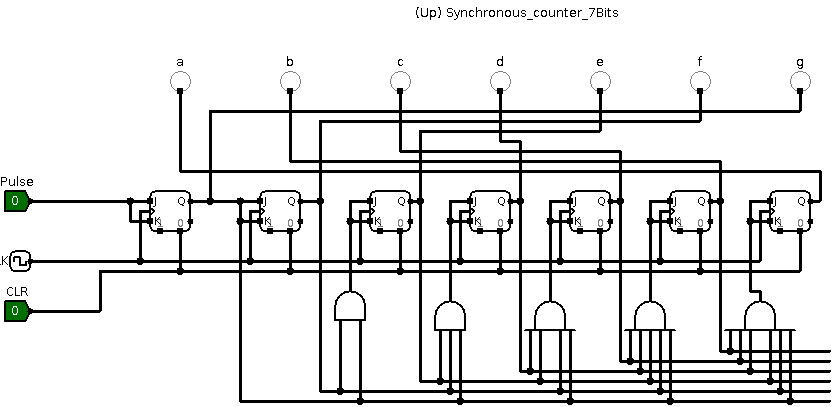 (Up) Synchronous_counter_7Bits
a b c d e f g
Pulse
0
J Q J Q J Q J Q J Q J Q J Q
K 0 K 0 K 0 K 0 K 0 K 0 K 0
K
CLR
0